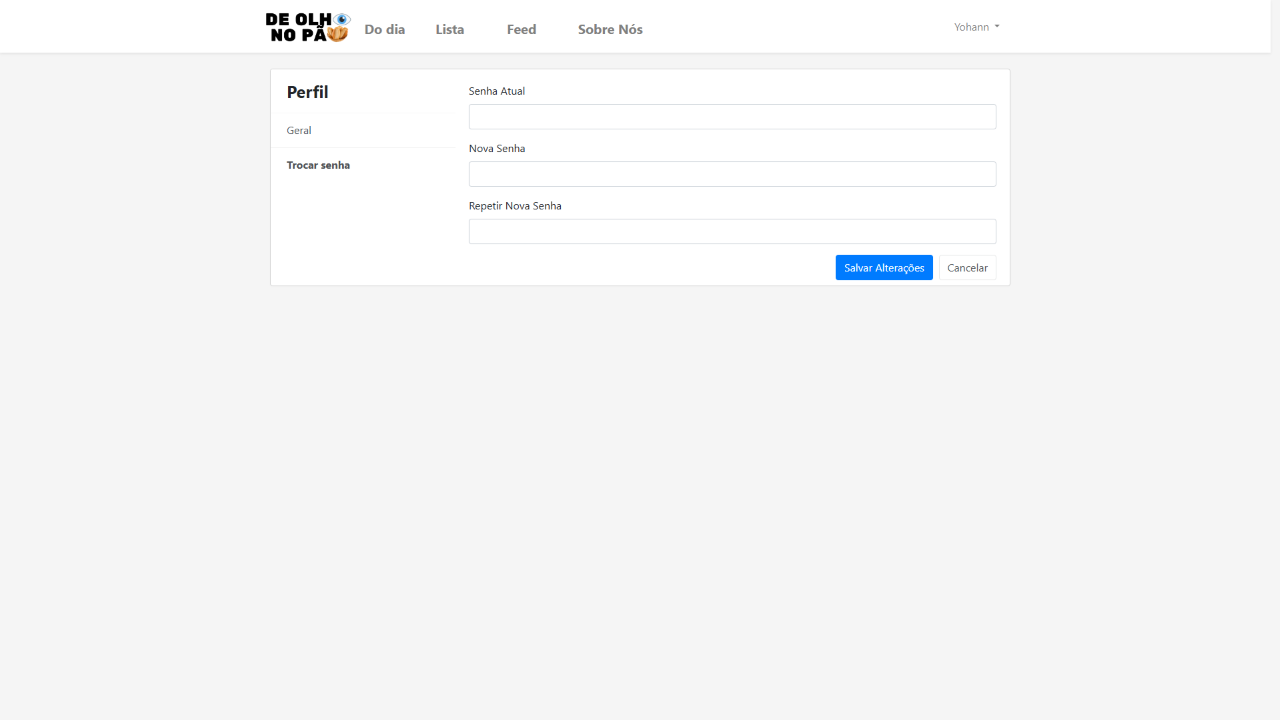 DE OLH
NO PÃ
Do dia
Lista
Feed
Sobre Nós
Yohann
Perfil
Geral
Trocar senha
Senha Atual
Nova Senha
Repetir Nova Senha
Salvar Alterações
Cancelar